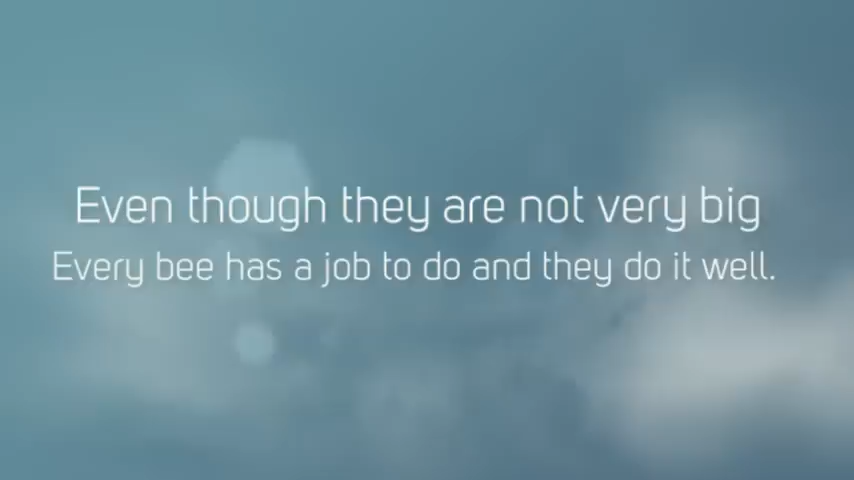 Even though they are not very big
Every bee has a job to do and they do it well.